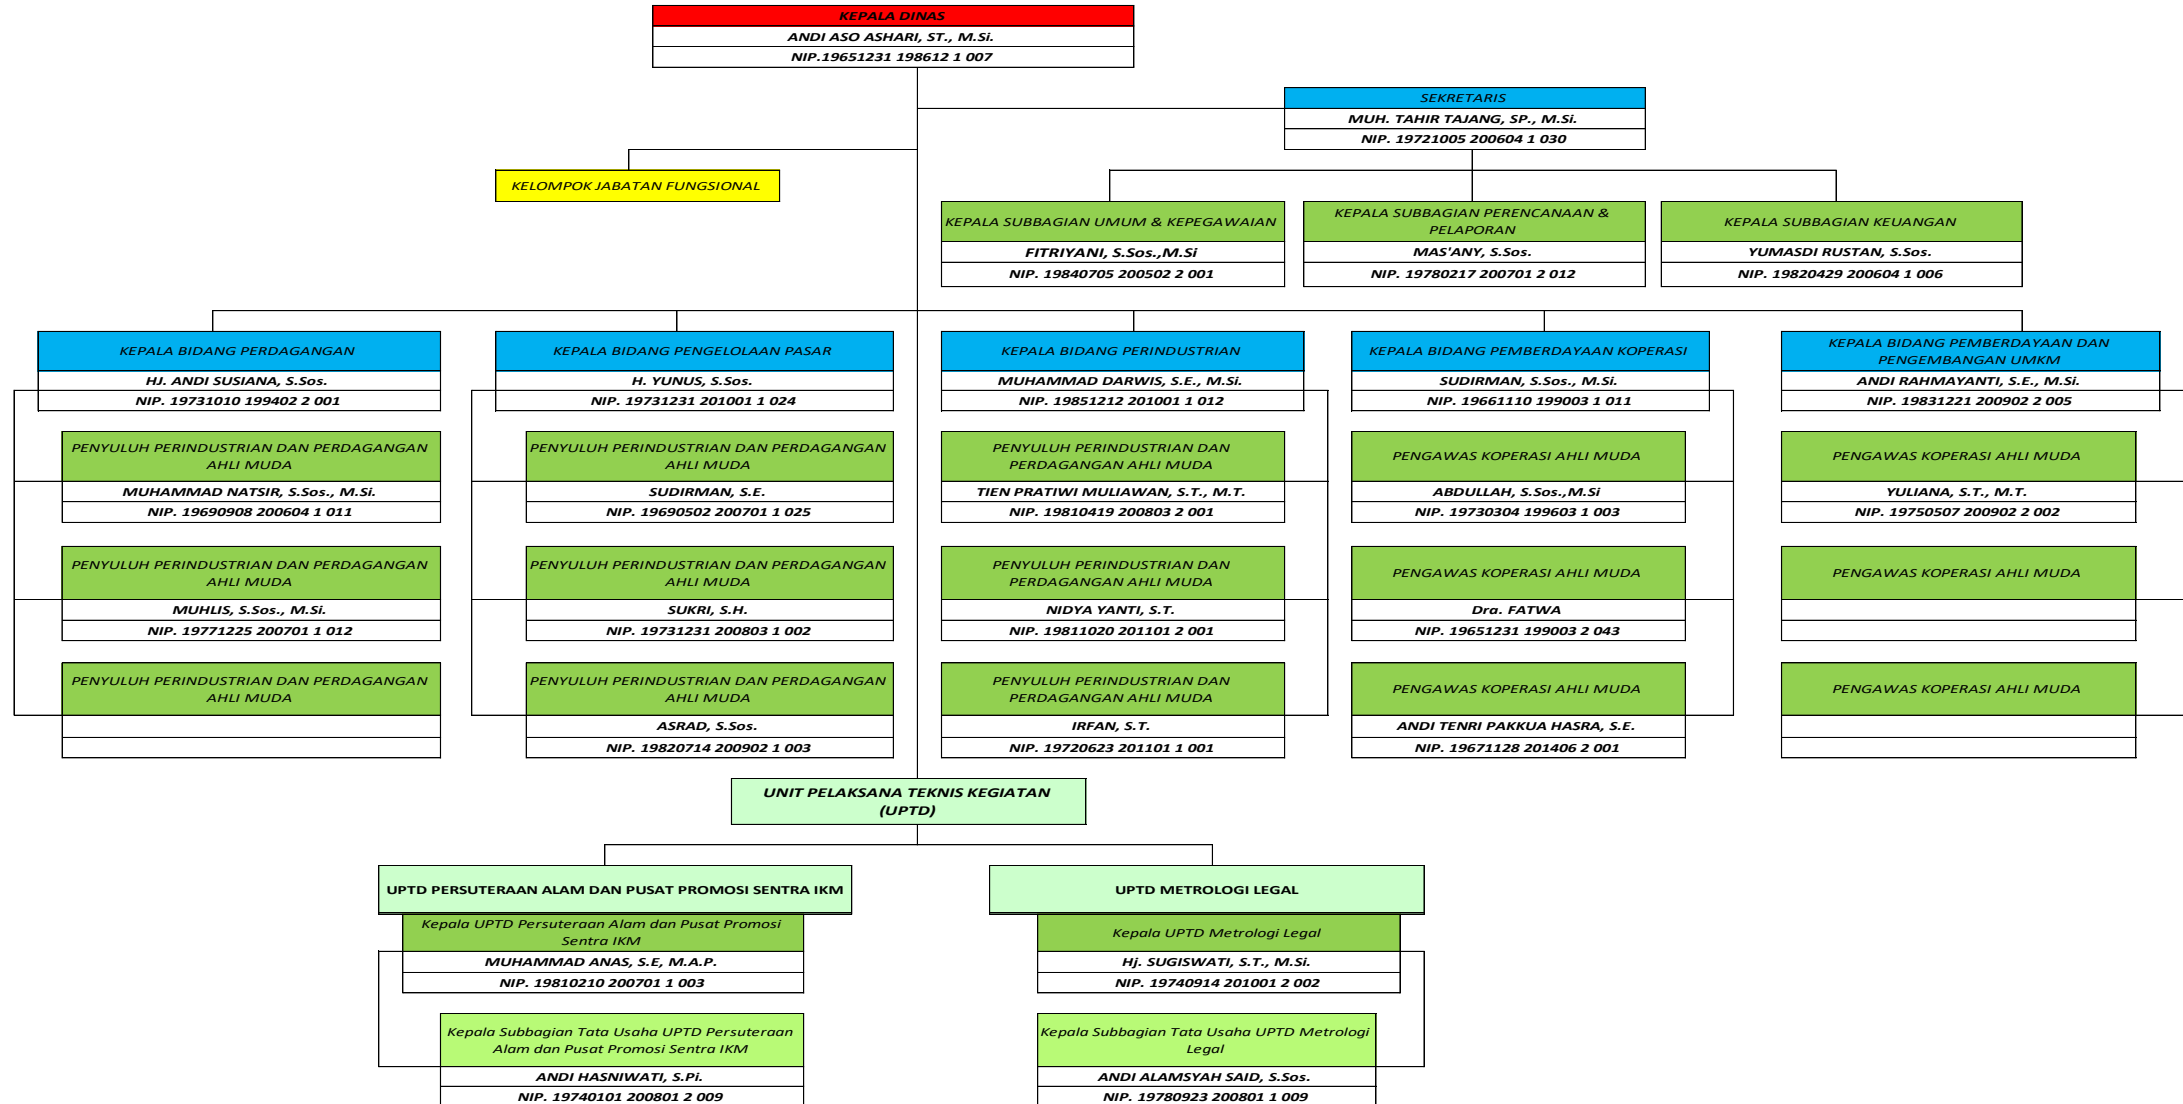 KEPALA DINAS
ANDI ASO ASHARI, ST., M.Si.
NIP.19651231 198612 1 007
SEKRETARIS
MUH. TAHIR TAJANG, SP., M.Si.
NIP. 19721005 200604 1 030
KELOMPOK JABATAN FUNGSIONAL
KEPALA SUBBAGIAN UMUM & KEPEGAWAIAN
FITRIYANI, S.Sos.,M.Si
NIP. 19840705 200502 2 001
KEPALA SUBBAGIAN PERENCANAAN &
PELAPORAN
MAS'ANY, S.Sos.
NIP. 19780217 200701 2 012
KEPALA SUBBAGIAN KEUANGAN
YUMASDI RUSTAN, S.Sos.
NIP. 19820429 200604 1 006
KEPALA BIDANG PERDAGANGAN
HJ. ANDI SUSIANA, S.Sos.
NIP. 19731010 199402 2 001
PENYULUH PERINDUSTRIAN DAN PERDAGANGAN
AHLI MUDA
MUHAMMAD NATSIR, S.Sos., M.Si.
NIP. 19690908 200604 1 011
PENYULUH PERINDUSTRIAN DAN PERDAGANGAN
AHLI MUDA
MUHLIS, S.Sos., M.Si.
NIP. 19771225 200701 1 012
PENYULUH PERINDUSTRIAN DAN PERDAGANGAN
AHLI MUDA
KEPALA BIDANG PENGELOLAAN PASAR
H. YUNUS, S.Sos.
NIP. 19731231 201001 1 024
PENYULUH PERINDUSTRIAN DAN PERDAGANGAN
AHLI MUDA
SUDIRMAN, S.E.
NIP. 19690502 200701 1 025
PENYULUH PERINDUSTRIAN DAN PERDAGANGAN
AHLI MUDA
SUKRI, S.H.
NIP. 19731231 200803 1 002
PENYULUH PERINDUSTRIAN DAN PERDAGANGAN
AHLI MUDA
ASRAD, S.Sos.
NIP. 19820714 200902 1 003
KEPALA BIDANG PERINDUSTRIAN
MUHAMMAD DARWIS, S.E., M.Si.
NIP. 19851212 201001 1 012
PENYULUH PERINDUSTRIAN DAN
PERDAGANGAN AHLI MUDA
TIEN PRATIWI MULIAWAN, S.T., M.T.
NIP. 19810419 200803 2 001
PENYULUH PERINDUSTRIAN DAN
PERDAGANGAN AHLI MUDA
NIDYA YANTI, S.T.
NIP. 19811020 201101 2 001
PENYULUH PERINDUSTRIAN DAN
PERDAGANGAN AHLI MUDA
IRFAN, S.T.
NIP. 19720623 201101 1 001
KEPALA BIDANG PEMBERDAYAAN KOPERASI
SUDIRMAN, S.Sos., M.Si.
NIP. 19661110 199003 1 011
PENGAWAS KOPERASI AHLI MUDA
ABDULLAH, S.Sos.,M.Si
NIP. 19730304 199603 1 003
PENGAWAS KOPERASI AHLI MUDA
Dra. FATWA
NIP. 19651231 199003 2 043
PENGAWAS KOPERASI AHLI MUDA
ANDI TENRI PAKKUA HASRA, S.E.
NIP. 19671128 201406 2 001
KEPALA BIDANG PEMBERDAYAAN DAN
PENGEMBANGAN UMKM
ANDI RAHMAYANTI, S.E., M.Si.
NIP. 19831221 200902 2 005
PENGAWAS KOPERASI AHLI MUDA
YULIANA, S.T., M.T.
NIP. 19750507 200902 2 002
PENGAWAS KOPERASI AHLI MUDA
PENGAWAS KOPERASI AHLI MUDA
UNIT PELAKSANA TEKNIS KEGIATAN
(UPTD)
UPTD PERSUTERAAN ALAM DAN PUSAT PROMOSI SENTRA IKM
Kepala UPTD Persuteraan Alam dan Pusat Promosi
Sentra IKM
MUHAMMAD ANAS, S.E, M.A.P.
NIP. 19810210 200701 1 003
Kepala Subbagian Tata Usaha UPTD Persuteraan
Alam dan Pusat Promosi Sentra IKM
ANDI HASNIWATI, S.Pi.
NIP. 19740101 200801 2 009
UPTD METROLOGI LEGAL
Kepala UPTD Metrologi Legal
Hj. SUGISWATI, S.T., M.Si.
NIP. 19740914 201001 2 002
Kepala Subbagian Tata Usaha UPTD Metrologi
Legal
ANDI ALAMSYAH SAID, S.Sos.
NIP. 19780923 200801 1 009